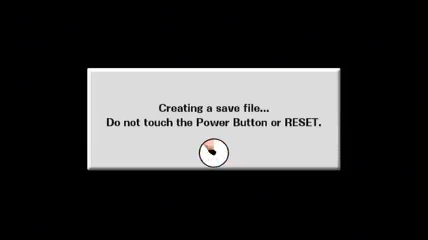 Creating a save file...
Do not touch the Power Button or RESET.